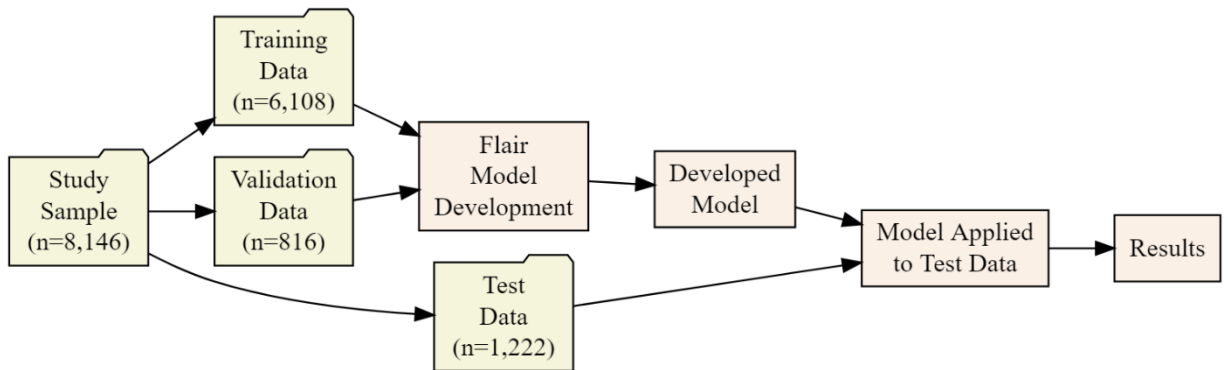 Training
Data
(n=6,108)
Study
Sample
(n=8,146)
Validation
Data
(n=816)
Flair
Model
Development
Developed
Model
Test
Data
(n=1,222)
Model Applied
to Test Data
Results